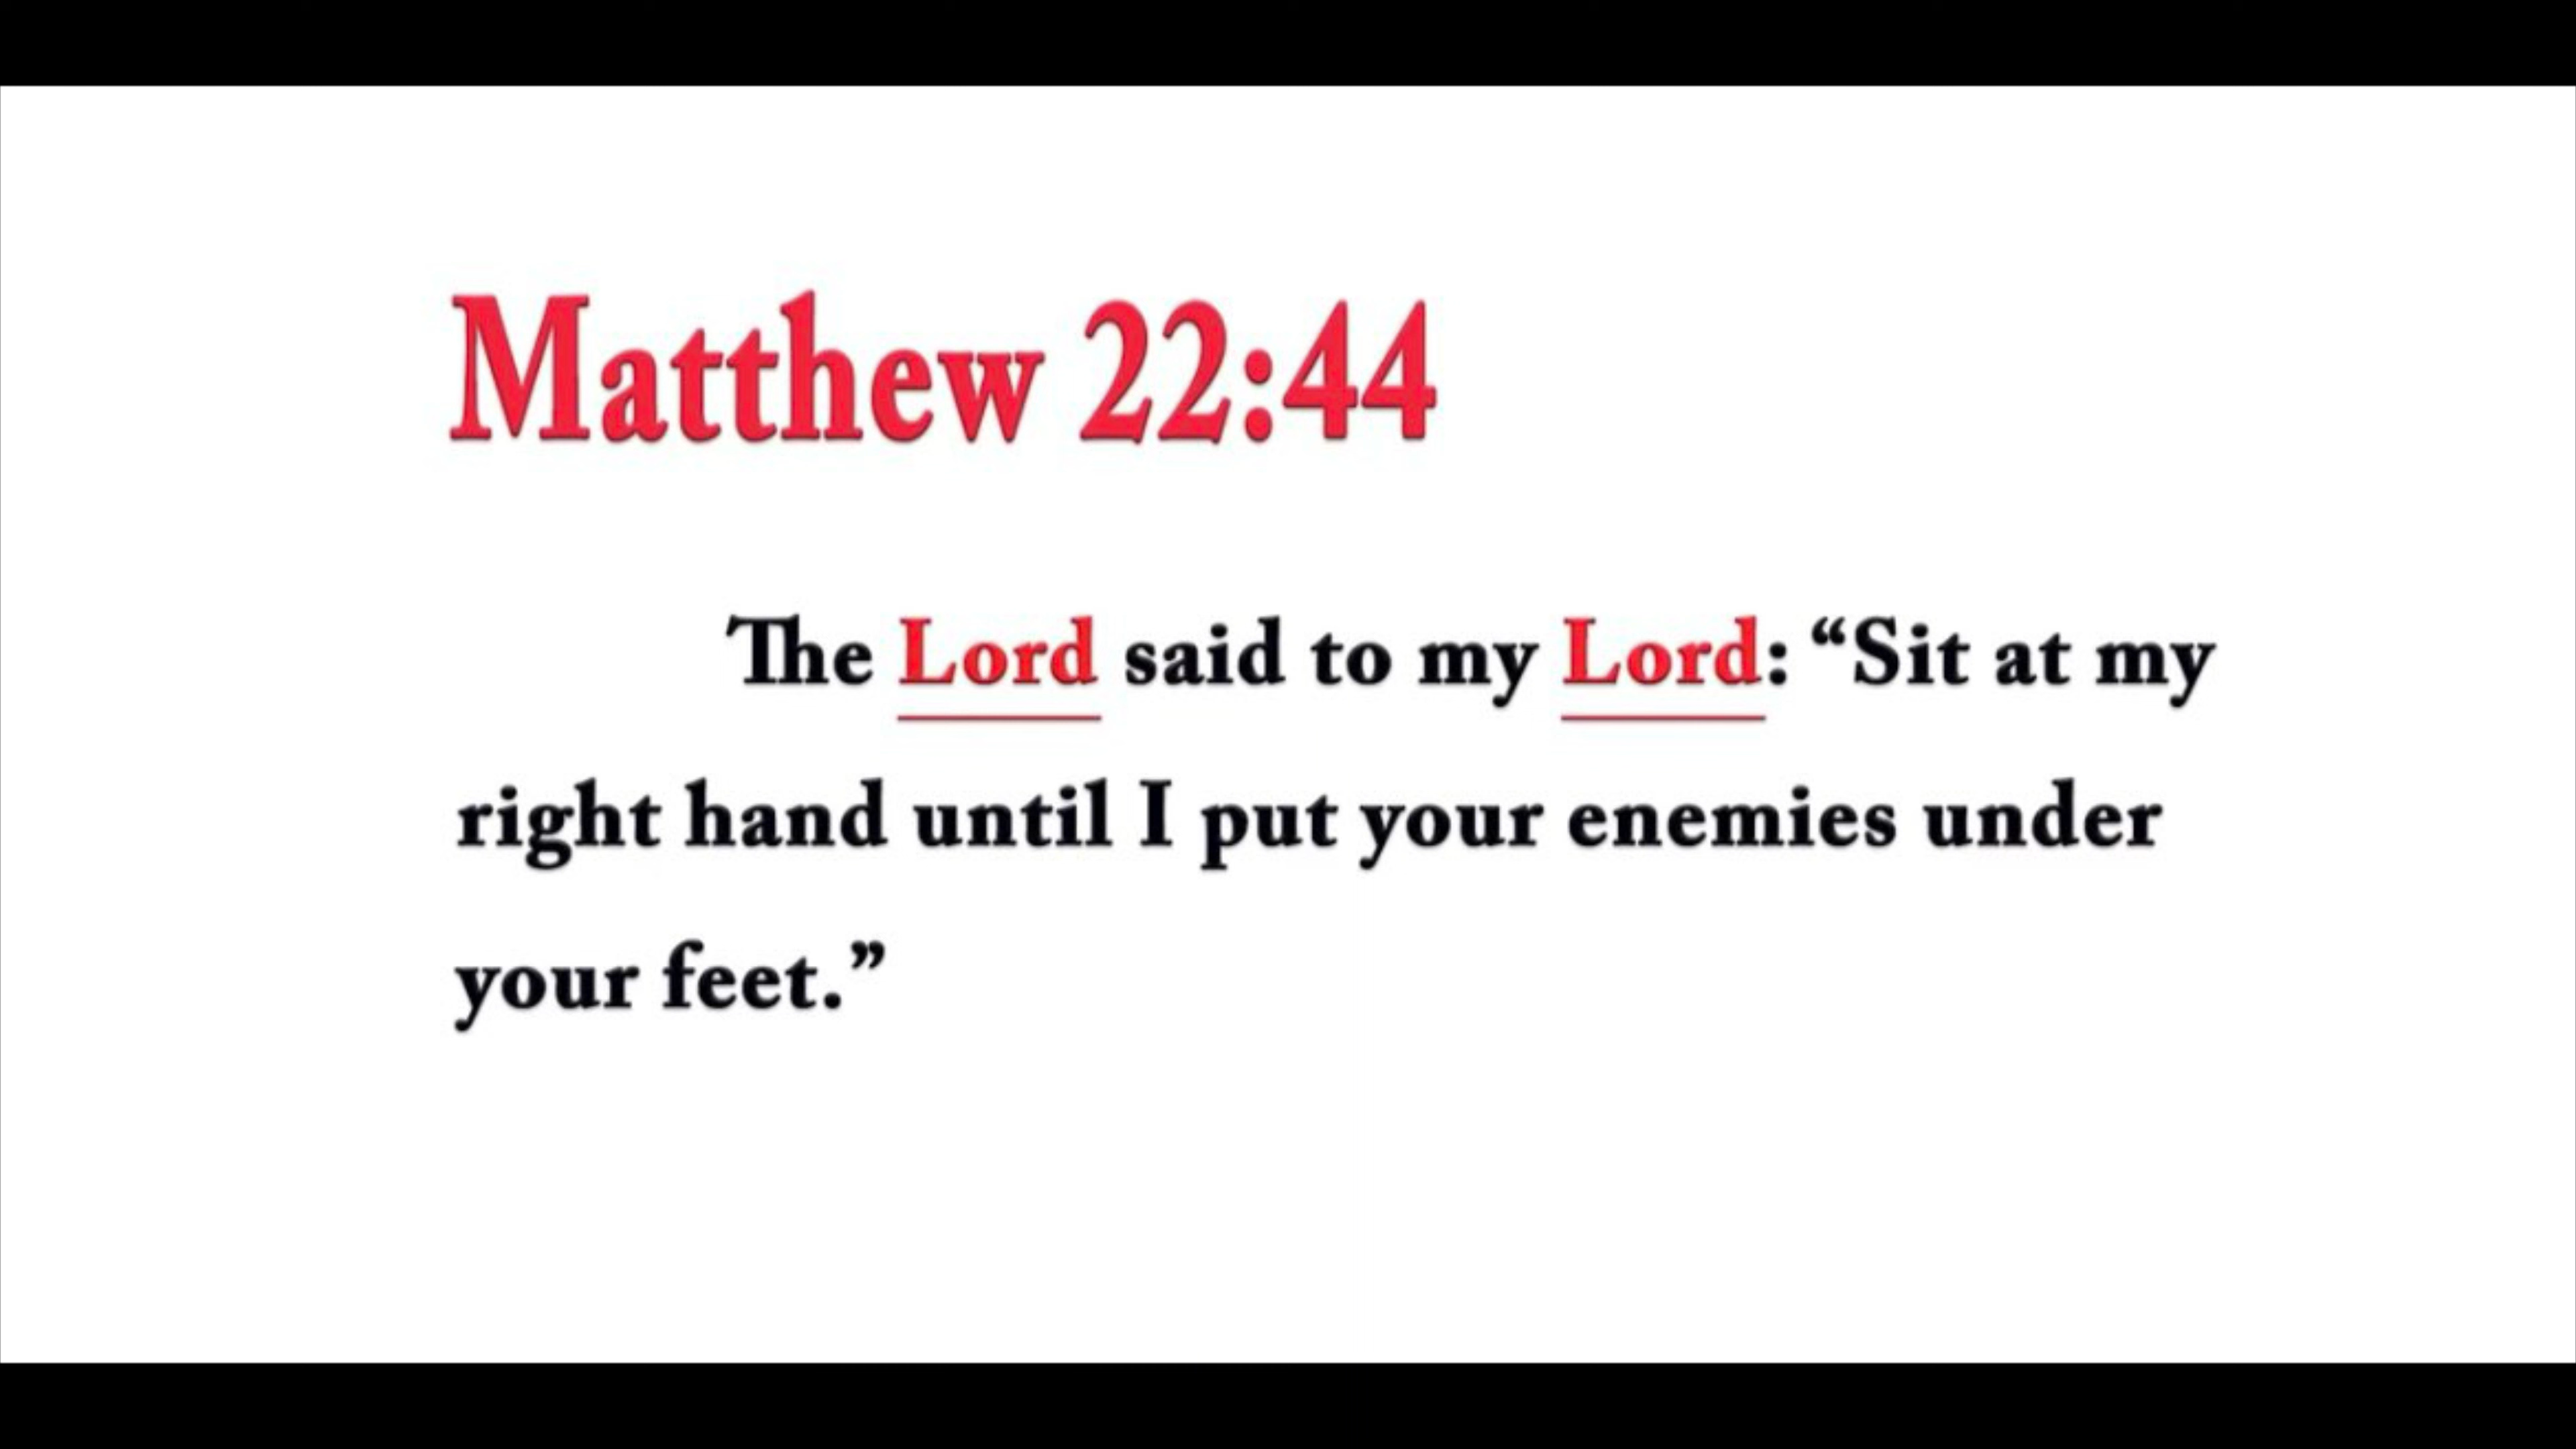 Matthew 22:44
The Lord said to my Lord: “Sit at my
right hand until I put your enemies under
your feet.”